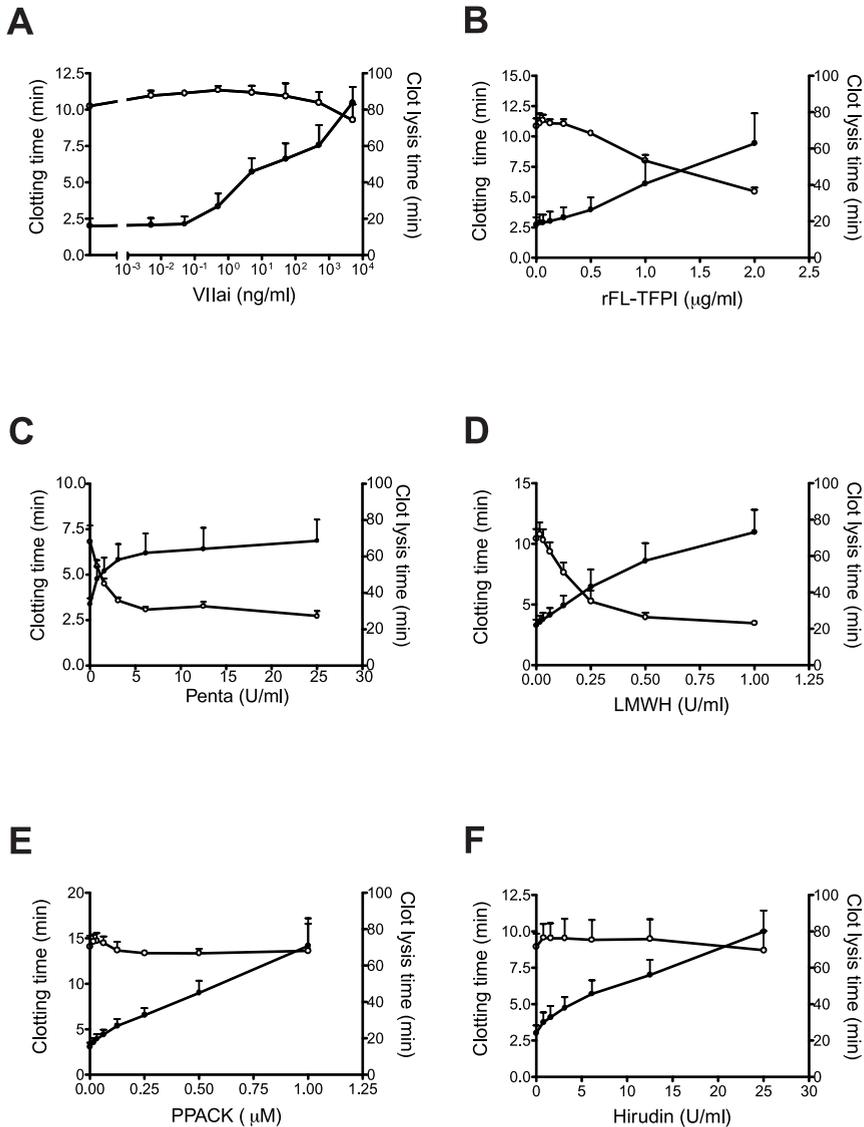 A
12.5
10.0
7.5
5.0
2.5
0.0
Clotting time (min)
100
80
60
40
20
0
Clot lysis time (min)
10-3 10-2 10-1 100 101 102 103 104
VIIai (ng/ml)
B
15.0
12.5
10.0
7.5
5.0
2.5
0.0
Clotting time (min)
100
80
60
40
20
0
Clot lysis time (min)
0.0 0.5 1.0 1.5 2.0 2.5
rFL-TFPI (μg/ml)
C
10.0
7.5
5.0
2.5
0.0
Clotting time (min)
100
80
60
40
20
0
Clot lysis time (min)
0 5 10 15 20 25 30
Penta (U/ml)
D
15
10
5
0
Clotting time (min)
100
80
60
40
20
0
Clot lysis time (min)
0.00 0.25 0.50 0.75 1.00 1.25
LMWH (U/ml)
E
20
15
10
5
0
Clotting time (min)
100
80
60
40
20
0
Clot lysis time (min)
0.00 0.25 0.50 0.75 1.00 1.25
PPACK ( μM)
F
12.5
10.0
7.5
5.0
2.5
0.0
Clotting time (min)
100
80
60
40
20
0
Clot lysis time (min)
0 5 10 15 20 25 30
Hirudin (U/ml)